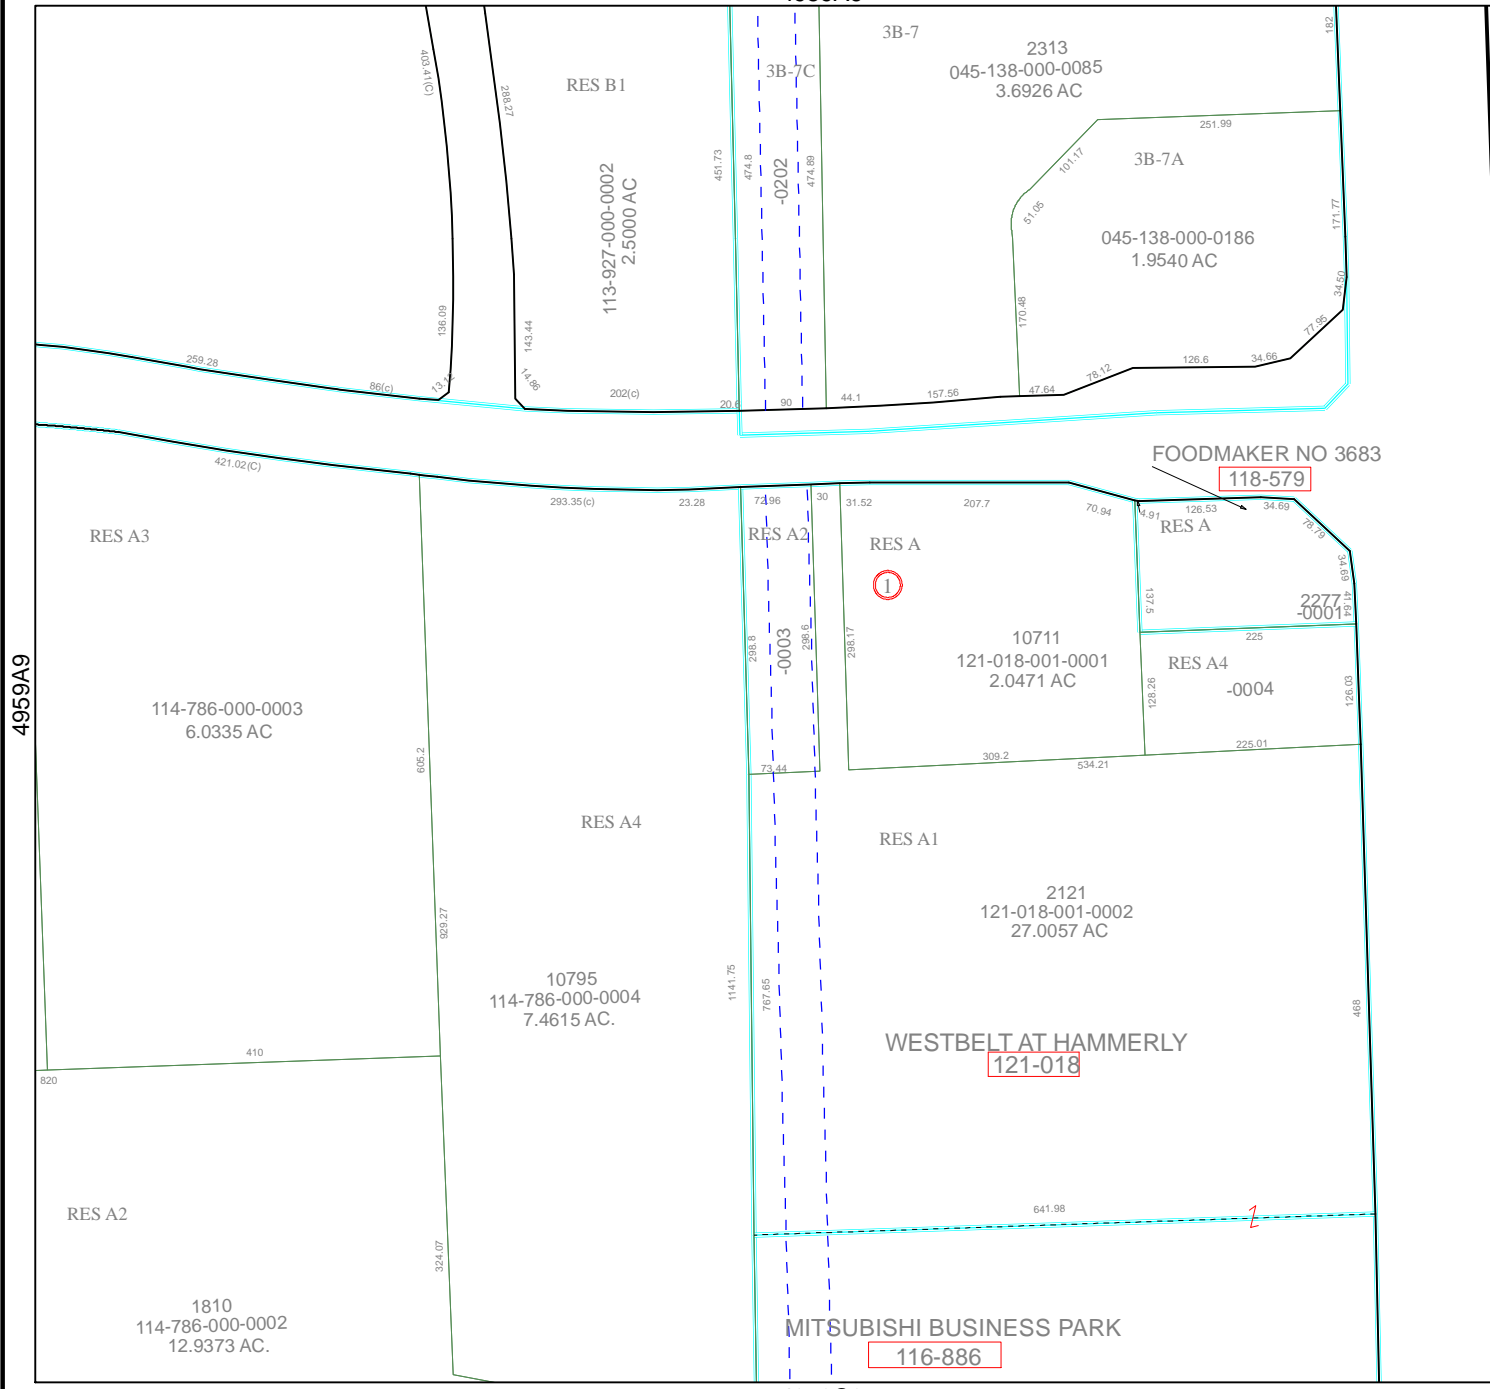 3B-7
182
2313
045-138-000-0085
3.6926 AC
403.41(C)
288.27
RES B1
3B-7C
251.99
101.17
3B-7A
51.05
451.73
474.8
-0202
474.89
113-927-000-0002
2.5000 AC
171.77
045-138-000-0186
1.9540 AC
34.50
170.48
77.95
136.09
143.44
259.28
86(c)
14.86
202(c)
20.6
90
44.1
157.56
47.64
78.12
126.6
34.66
421.02(C)
293.35(c)
23.28
72.96
30
31.52
207.7
70.94
4.91
126.53
34.69
78.79
FOODMAKER NO 3683
118-579
RES A3
RES A2
RES A
RES A
1
34.69
41.64
137.5
2277
-0001
298.8
-0003
298.6
298.17
10711
121-018-001-0001
2.0471 AC
225
RES A4
-0004
128.26
126.03
4959A9
114-786-000-0003
6.0335 AC
605.2
73.44
309.2
534.21
225.01
RES A4
RES A1
2121
121-018-001-0002
27.0057 AC
929.27
10795
114-786-000-0004
7.4615 AC.
1141.75
767.65
468
WESTBELT AT HAMMERLY
121-018
410
820
RES A2
641.98
324.07
1810
114-786-000-0002
12.9373 AC.
MITSUBISHI BUSINESS PARK
116-886